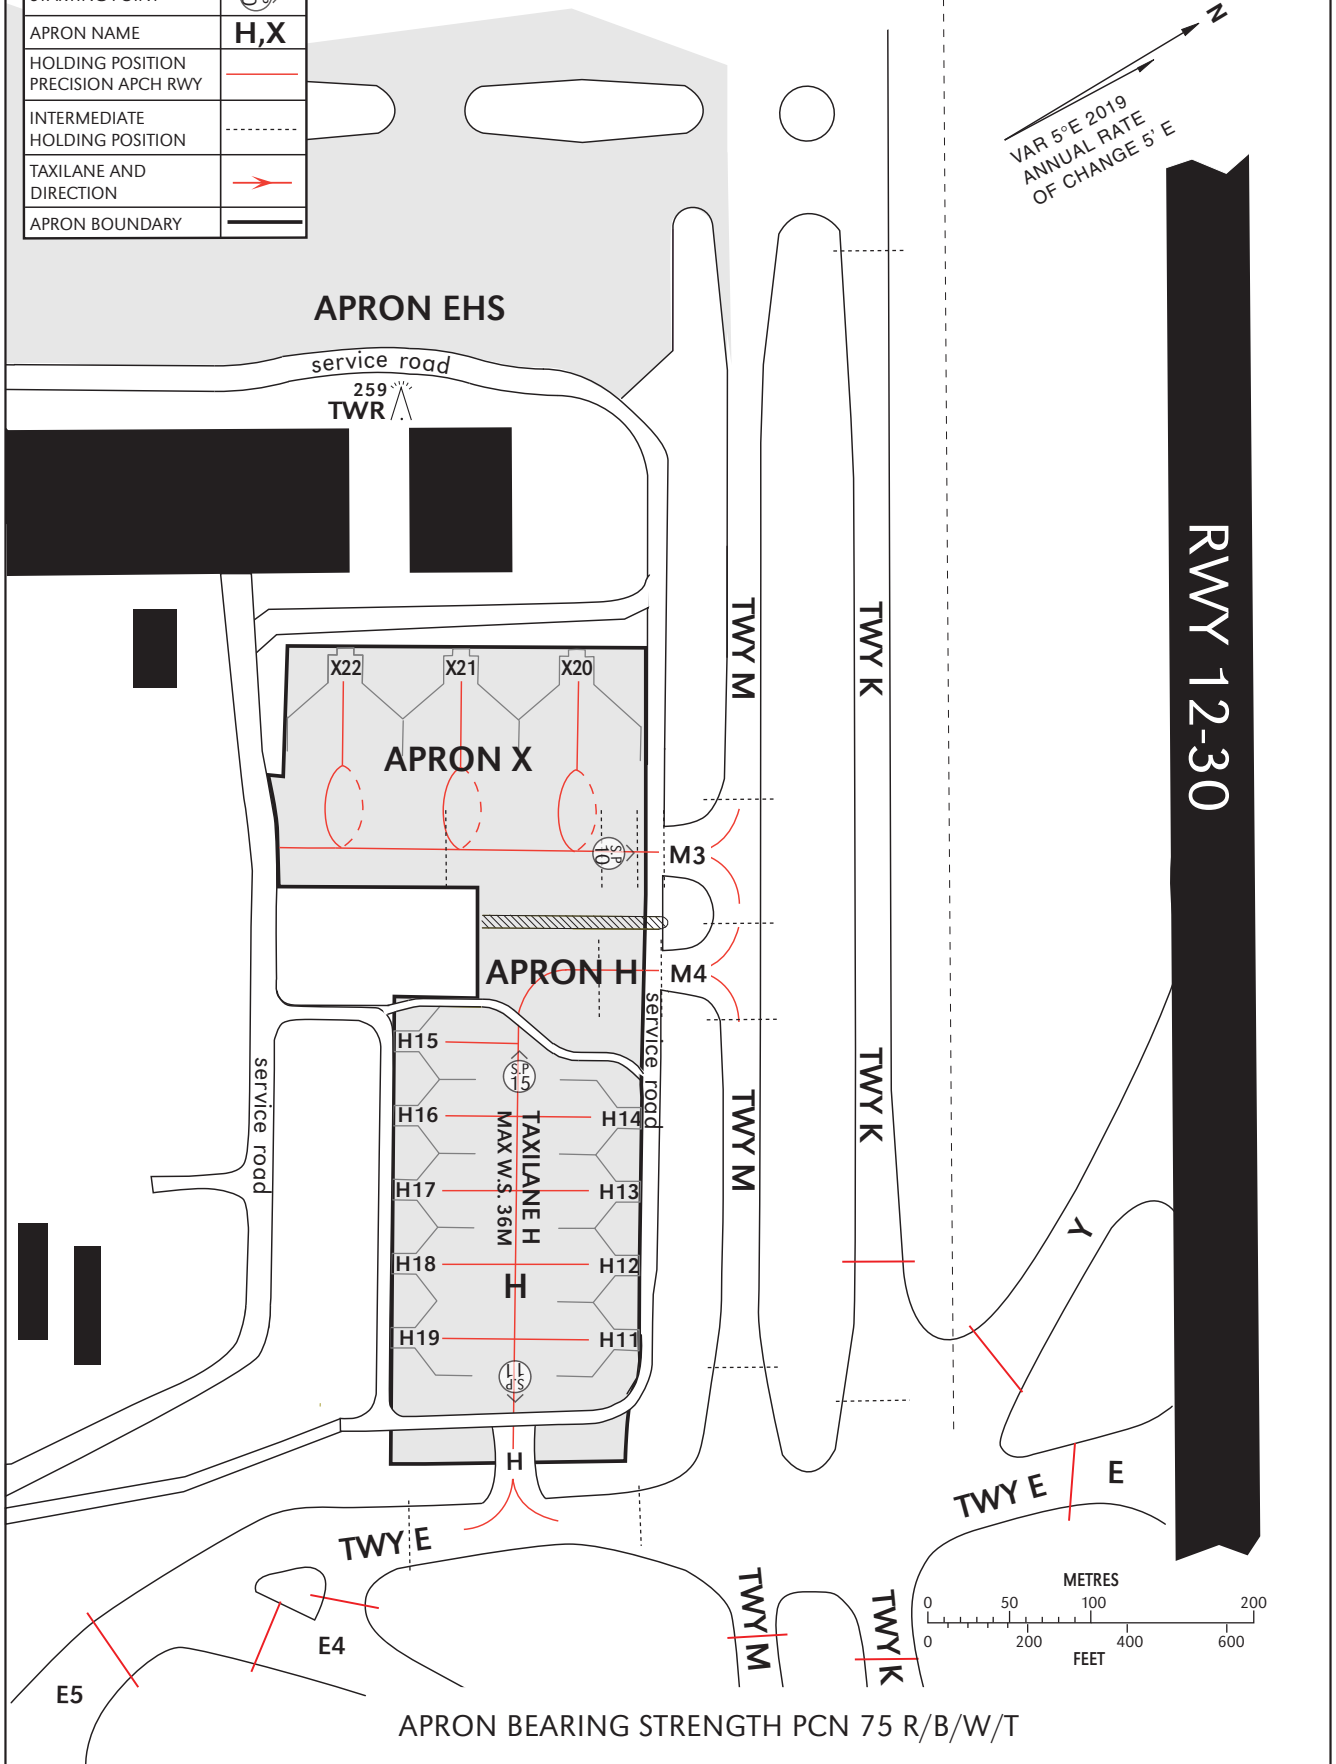 APRON NAME H,X
HOLDING POSITION
PRECISION APCH RWY
INTERMEDIATE
HOLDING POSITION
TAXILANE AND
DIRECTION
APRON BOUNDARY
N
VAR 5°E 2019
ANNUAL RATE
OF CHANGE 5' E
APRON EHS
service road
259
TWR
RWY 12-30
TWY M
TWY K
X22 X21 X20
APRON X
S.P
10
M3
APRON H
M4
service road
service road
H15
S.P
15
H16
H14
TAXILANE H
MAX W.S. 36M
TWY M
TWY K
H17
H13
Y
H18
H12
H
H19
H11
S.P
11
H
TWY E
E
TWY E
TWY M
TWY K
E4
E5
METRES
0 50 100 200
0 200 400 600
FEET
APRON BEARING STRENGTH PCN 75 R/B/W/T